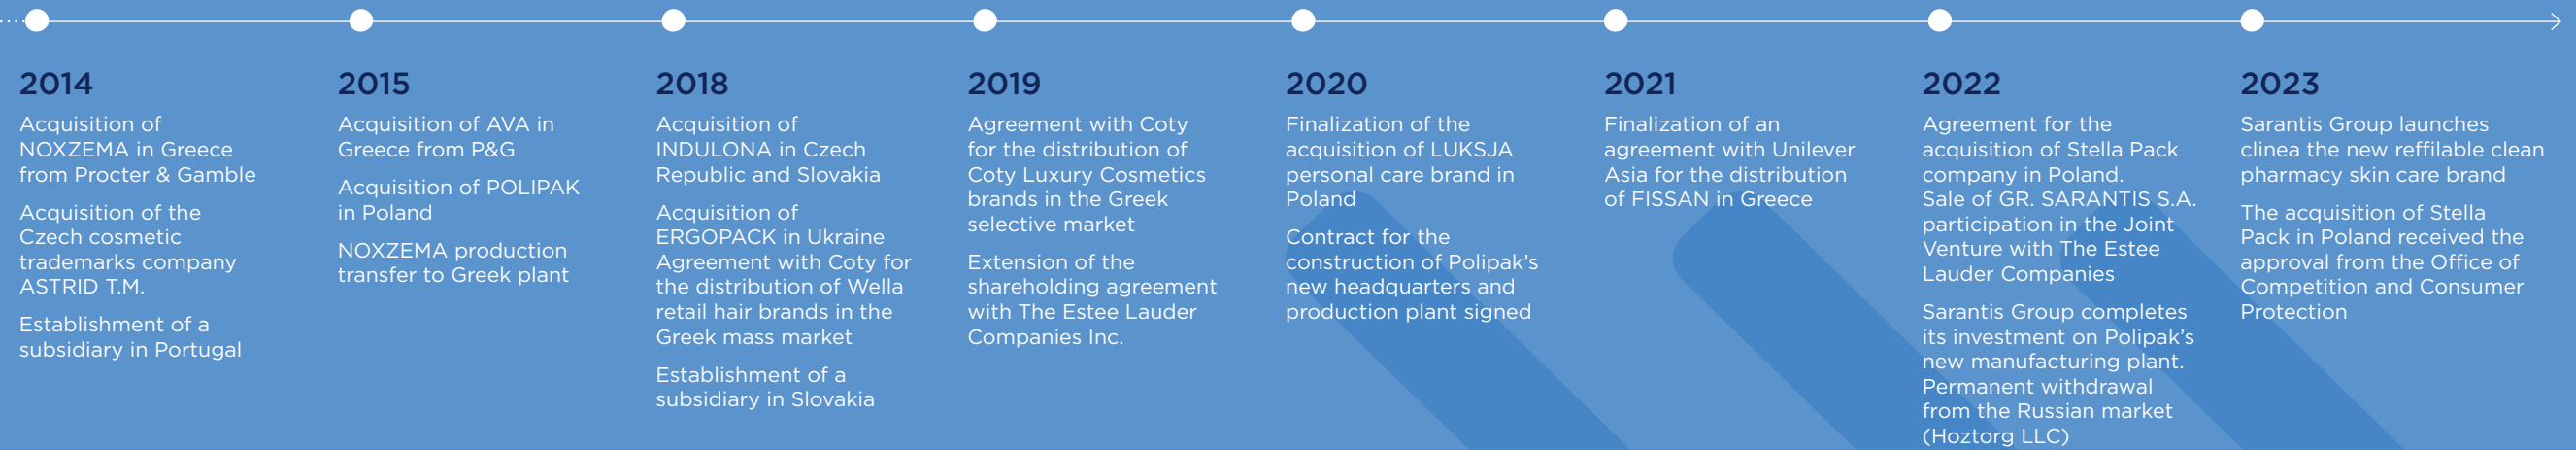 2014
Acquisition of
NOXZEMA in Greece
from Procter & Gamble
Acquisition of the
Czech cosmetic
trademarks company
ASTRID T.M.
Establishment of a
subsidiary in Portugal
2015
Acquisition of AVA in
Greece from P&G
Acquisition of POLIPAK
in Poland
NOXZEMA production
transfer to Greek plant
2018
Acquisition of
INDULONA in Czech
Republic and Slovakia
Acquisition of
ERGOPACK in Ukraine
Agreement with Coty for
the distribution of Wella
retail hair brands in the
Greek mass market
Establishment of a
subsidiary in Slovakia
2019
Agreement with Coty
for the distribution of
Coty Luxury Cosmetics
brands in the Greek
selective market
Extension of the
shareholding agreement
with The Estee Lauder
Companies Inc.
2020
Finalization of the
acquisition of LUKSJA
personal care brand in
Poland
Contract for the
construction of Polipak’s
new headquarters and
production plant signed
2021
Finalization of an
agreement with Unilever
Asia for the distribution
of FISSAN in Greece
2022
Agreement for the
acquisition of Stella Pack
company in Poland.
Sale of GR. SARANTIS S.A.
participation in the Joint
Venture with The Estee
Lauder Companies
Sarantis Group completes
its investment on Polipak’s
new manufacturing plant.
Permanent withdrawal
from the Russian market
(Hoztorg LLC)
2023
Sarantis Group launches
clinea the new reffilable clean
pharmacy skin care brand
The acquisition of Stella
Pack in Poland received the
approval from the Office of
Competition and Consumer
Protection